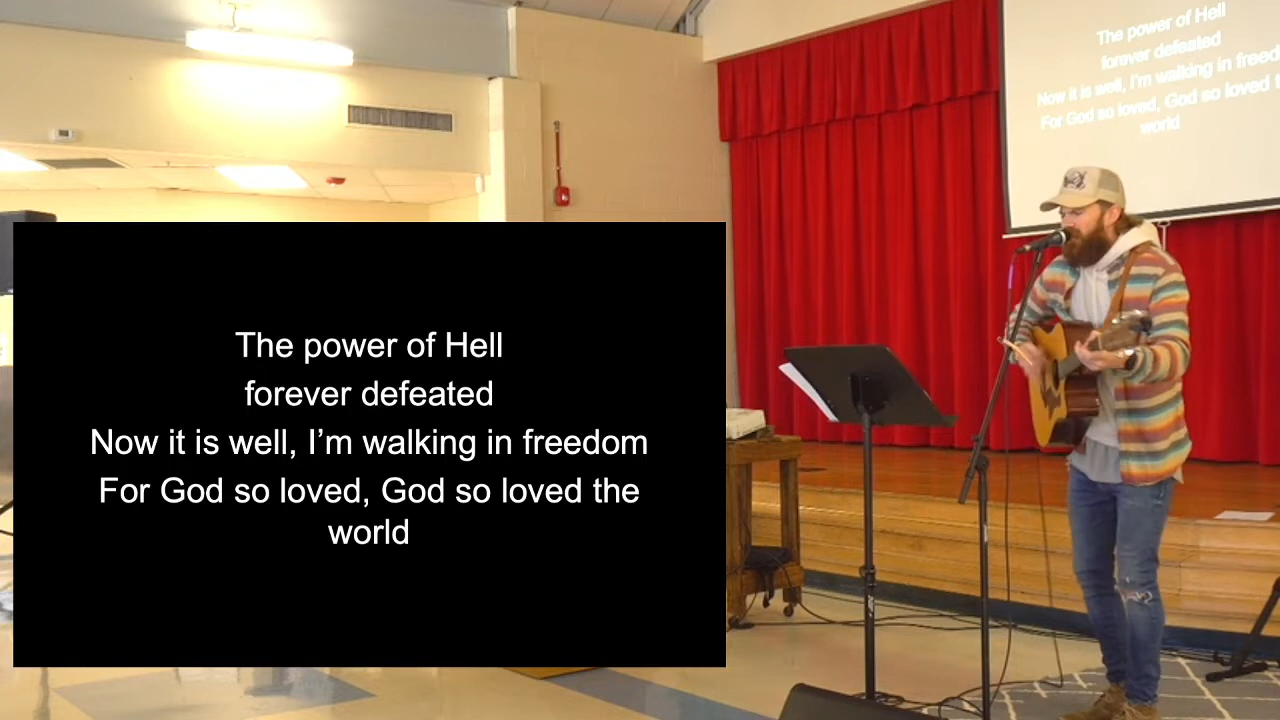 The power of Hell
forever defeated
Now it is well, I'm walking in freed
For God so loved, God so loved t
world
The power of Hell
forever defeated
Now it is well, I’m walking in freedom
For God so loved, God so loved the
world